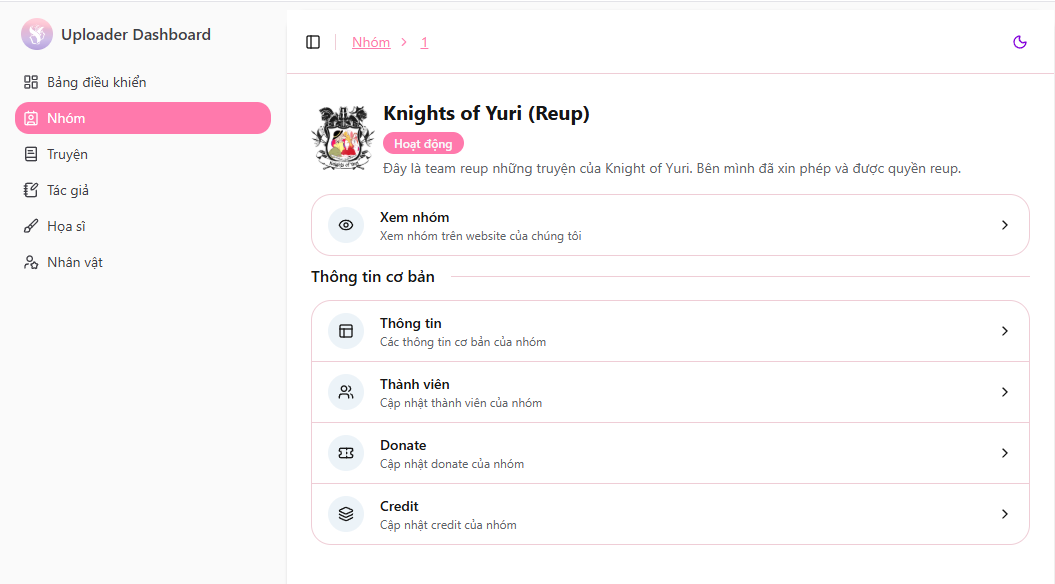 Uploader Dashboard
Bảng điều khiển
Nhóm
Truyện
Tác giả
Họa sĩ
Nhân vật
Nhóm > 1
Knights of Yuri (Reup)
Hoạt động
Đây là team reup những truyện của Knight of Yuri. Bên mình đã xin phép và được quyền reup.
Xem nhóm
Xem nhóm trên website của chúng tôi
Thông tin cơ bản
Thông tin
Các thông tin cơ bản của nhóm
Thành viên
Cập nhật thành viên của nhóm
Donate
Cập nhật donate của nhóm
Credit
Cập nhật credit của nhóm
Knights of Yuri